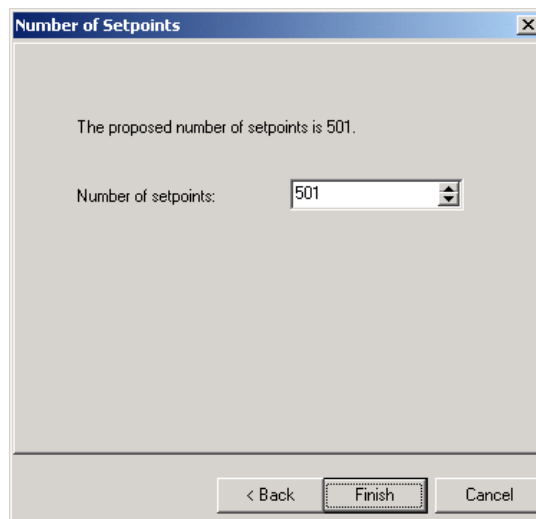 Number of Setpoints
The proposed number of setpoints is 501.
Number of setpoints: 501
< Back Finish Cancel